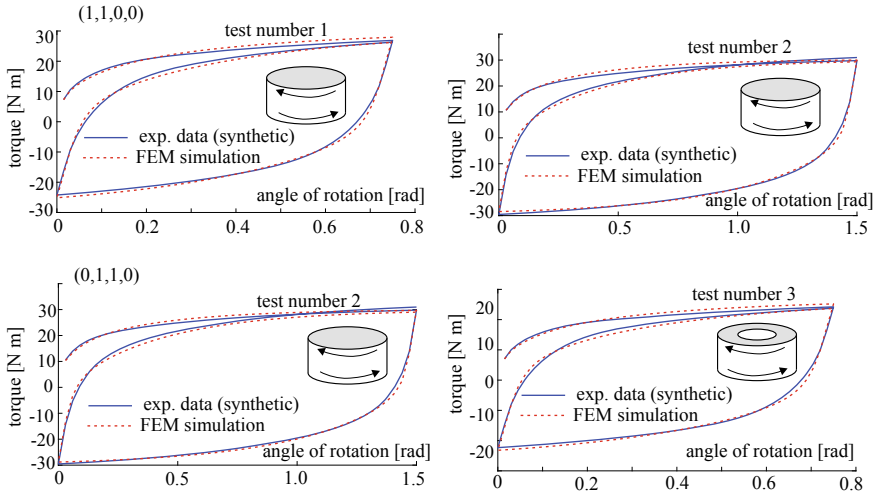 (1,1,0,0)
test number 1
torque [N m]
30
20
10
0
-10
-20
-30
exp. data (synthetic)
FEM simulation
angle of rotation [rad]
0
0.2
0.4
0.6
0.8
test number 2
torque [N m]
30
20
10
0
-10
-20
-30
exp. data (synthetic)
FEM simulation
angle of rotation [rad]
0
0.5
1.0
1.5
(0,1,1,0)
test number 2
torque [N m]
30
20
10
0
-10
-20
-30
exp. data (synthetic)
FEM simulation
angle of rotation [rad]
0
0.5
1.0
1.5
test number 3
torque [N m]
20
10
0
-10
-20
exp. data (synthetic)
FEM simulation
angle of rotation [rad]
0
0.2
0.4
0.6
0.8